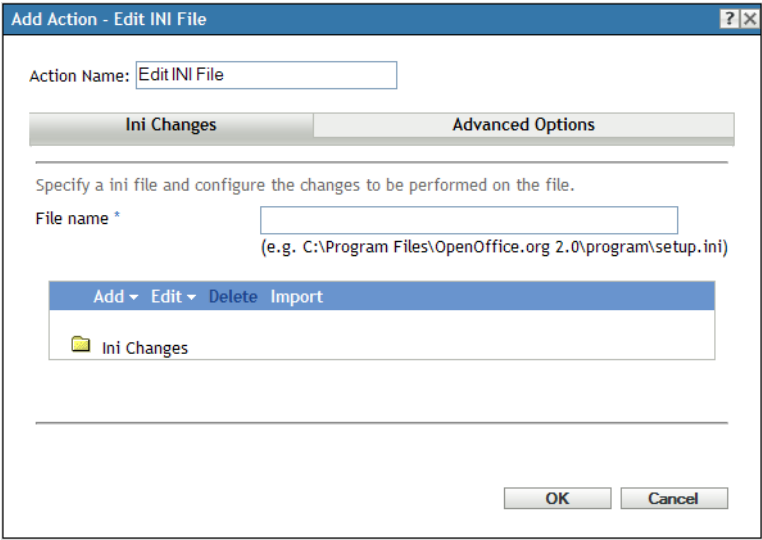 Add Action - Edit INI File
Action Name: Edit INI File
Ini Changes Advanced Options
Specify a ini file and configure the changes to be performed on the file.
File name *
(e.g. C:\Program Files\OpenOffice.org 2.0\program\setup.ini)
Add Edit Delete Import
Ini Changes
OK Cancel